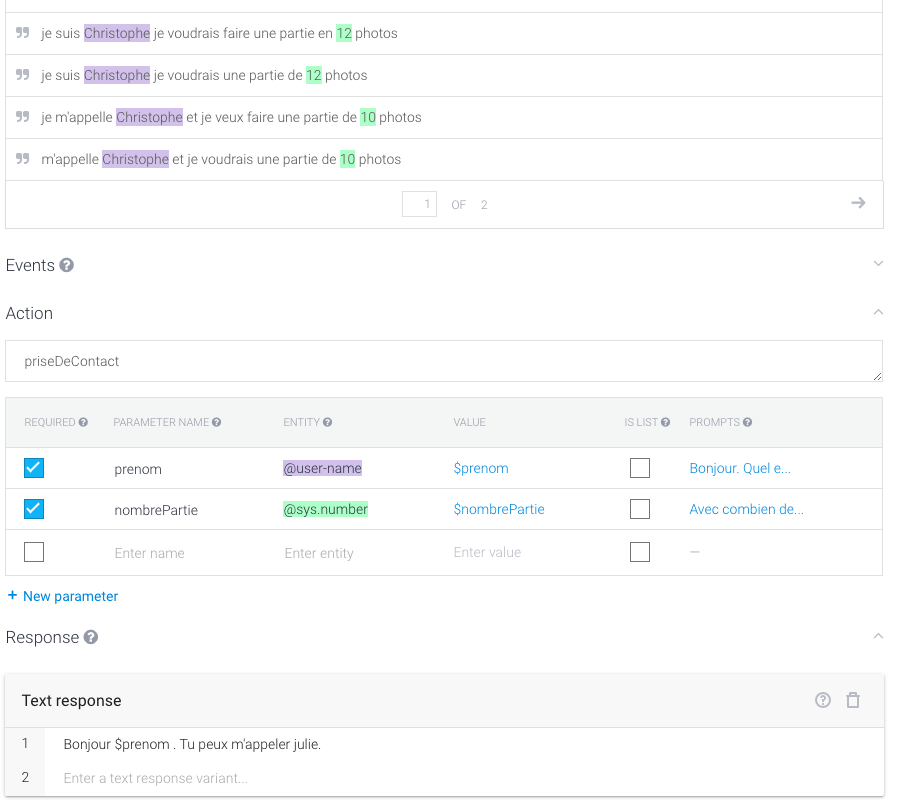 je suis Christophe je voudrais faire une partie en 12 photos
je suis Christophe je voudrais une partie de 12 photos
je m'appelle Christophe et je veux faire une partie de 10 photos
m'appelle Christophe et je voudrais une partie de 10 photos
1 OF 2
Events
Action
priseDeContact
REQUIRED PARAMETER NAME ENTITY VALUE IS LIST PROMPTS
prenom @user-name $prenom Bonjour. Quel e...
nombrePartie @sys.number $nombrePartie Avec combien de...
Enter name Enter entity Enter value –
+ New parameter
Response
Text response
1 Bonjour $prenom . Tu peux m'appeler julie.
2 Enter a text response variant...